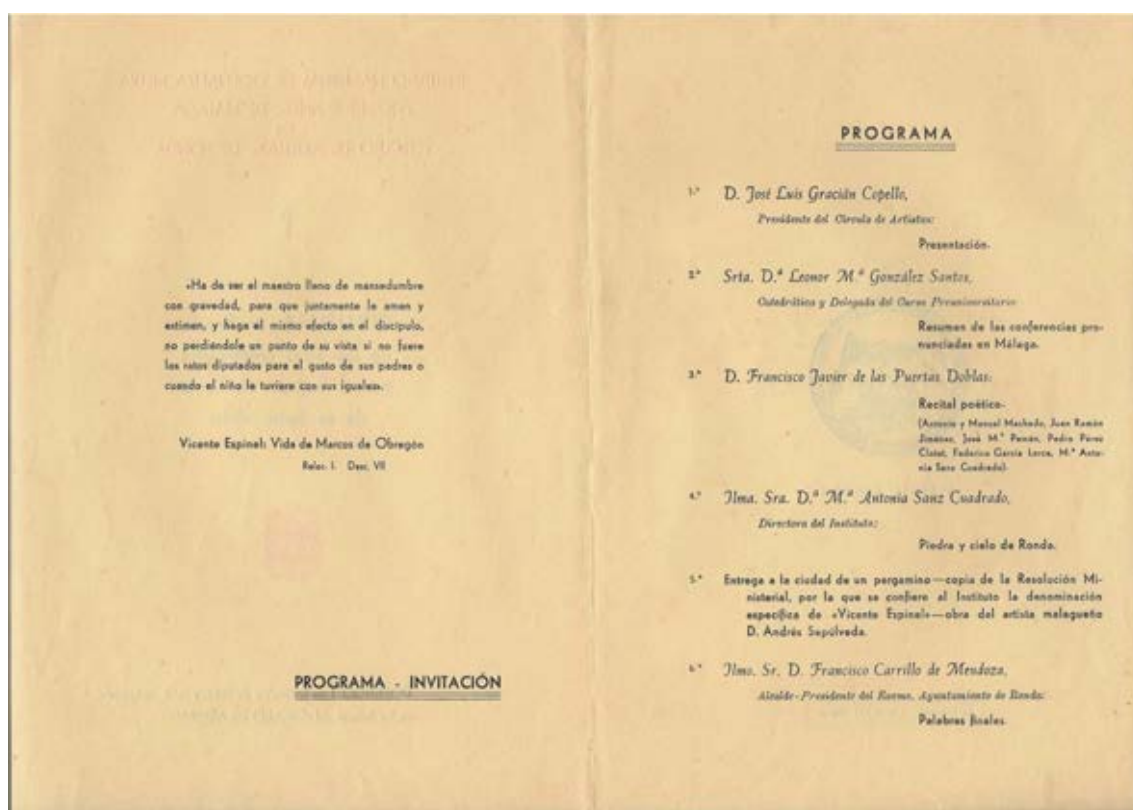 «Ha de ser el maestro lleno de mansedumbre
con gravedad, para que juntamente le amen y
estimen, y haga el mismo efecto en el discípulo,
no perdiéndole un punto de su vista si no fuere
los ratos diputados para el gusto de sus padres o
cuando el niño le tuviere con sus iguales».
Vicente Espinel: Vida de Marcos de Obregón
Relac. I. Desc. VII
PROGRAMA - INVITACIÓN
PROGRAMA
1.º D. José Luis Gracián Copello,
Presidente del Círculo de Artistas:
Presentación.
2.º Srta. D.ª Leonor M.ª González Santos,
Catedrática y Delegada del Curso Preuniversitario:
Resumen de las conferencias pro-
nunciadas en Málaga.
3.º D. Francisco Javier de las Puertas Doblas:
Recital poético.
(Antonio y Manuel Machado, Juan Ramón
Jiménez, José M.ª Pemán, Pedro Pérez
Clotet, Federico García Lorca, M.ª Anto-
nia Sanz Cuadrado).
4.º Ilma. Sra. D.ª M.ª Antonia Sanz Cuadrado,
Directora del Instituto:
Piedra y cielo de Ronda.
5.º Entrega a la ciudad de un pergamino—copia de la Resolución Mi-
nisterial, por la que se confiere al Instituto la denominación
específica de «Vicente Espinel»—obra del artista malagueño
D. Andrés Sepúlveda.
6.º Ilmo. Sr. D. Francisco Carrillo de Mendoza,
Alcalde-Presidente del Excmo. Ayuntamiento de Ronda:
Palabras finales.